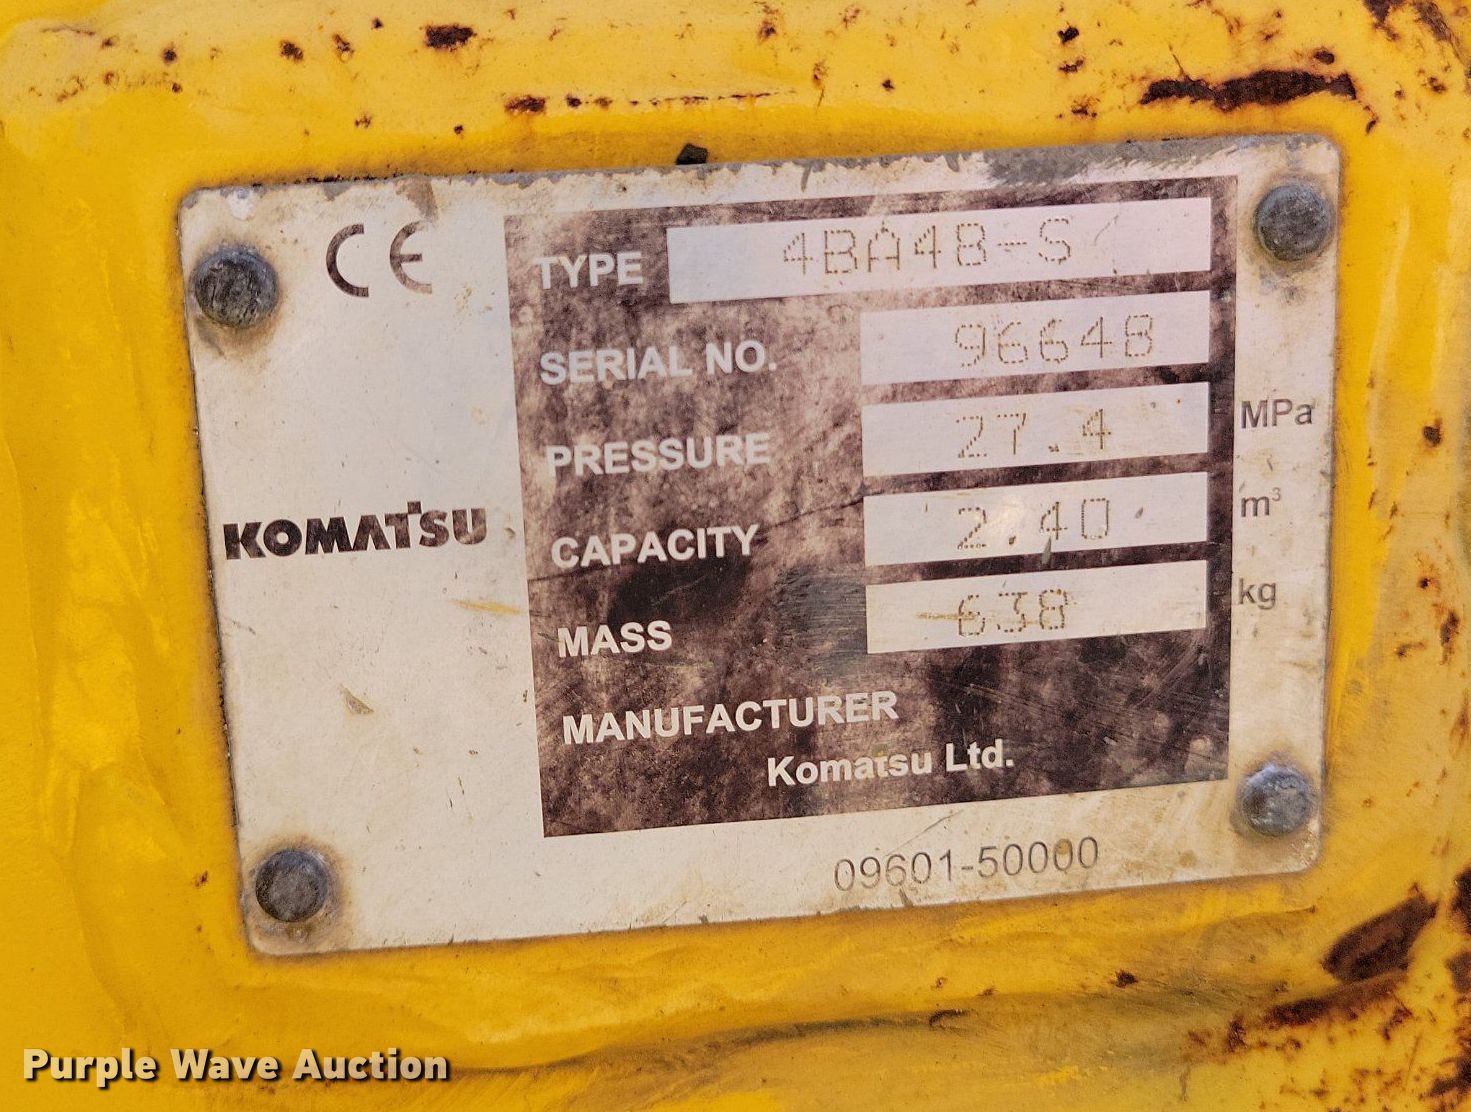 CE
TYPE 4BA48-S
SERIAL NO. 96648
PRESSURE 27.4 MPa
KOMATSU
CAPACITY 2.40 m³
MASS 638 kg
MANUFACTURER
Komatsu Ltd.
09601-50000
Purple Wave Auction